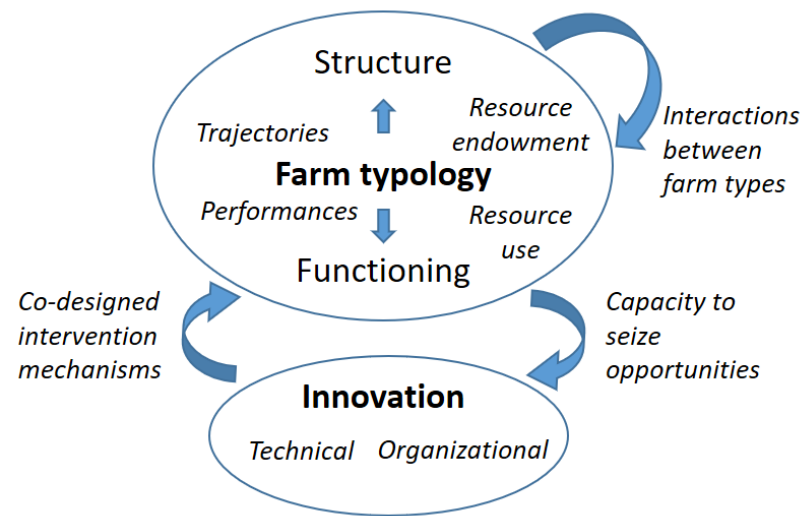 Structure
Trajectories
Resource
endowment
Interactions
between
farm types
Farm typology
Performances
Resource
use
Functioning
Co-designed
intervention
mechanisms
Capacity to
seize
opportunities
Innovation
Technical Organizational